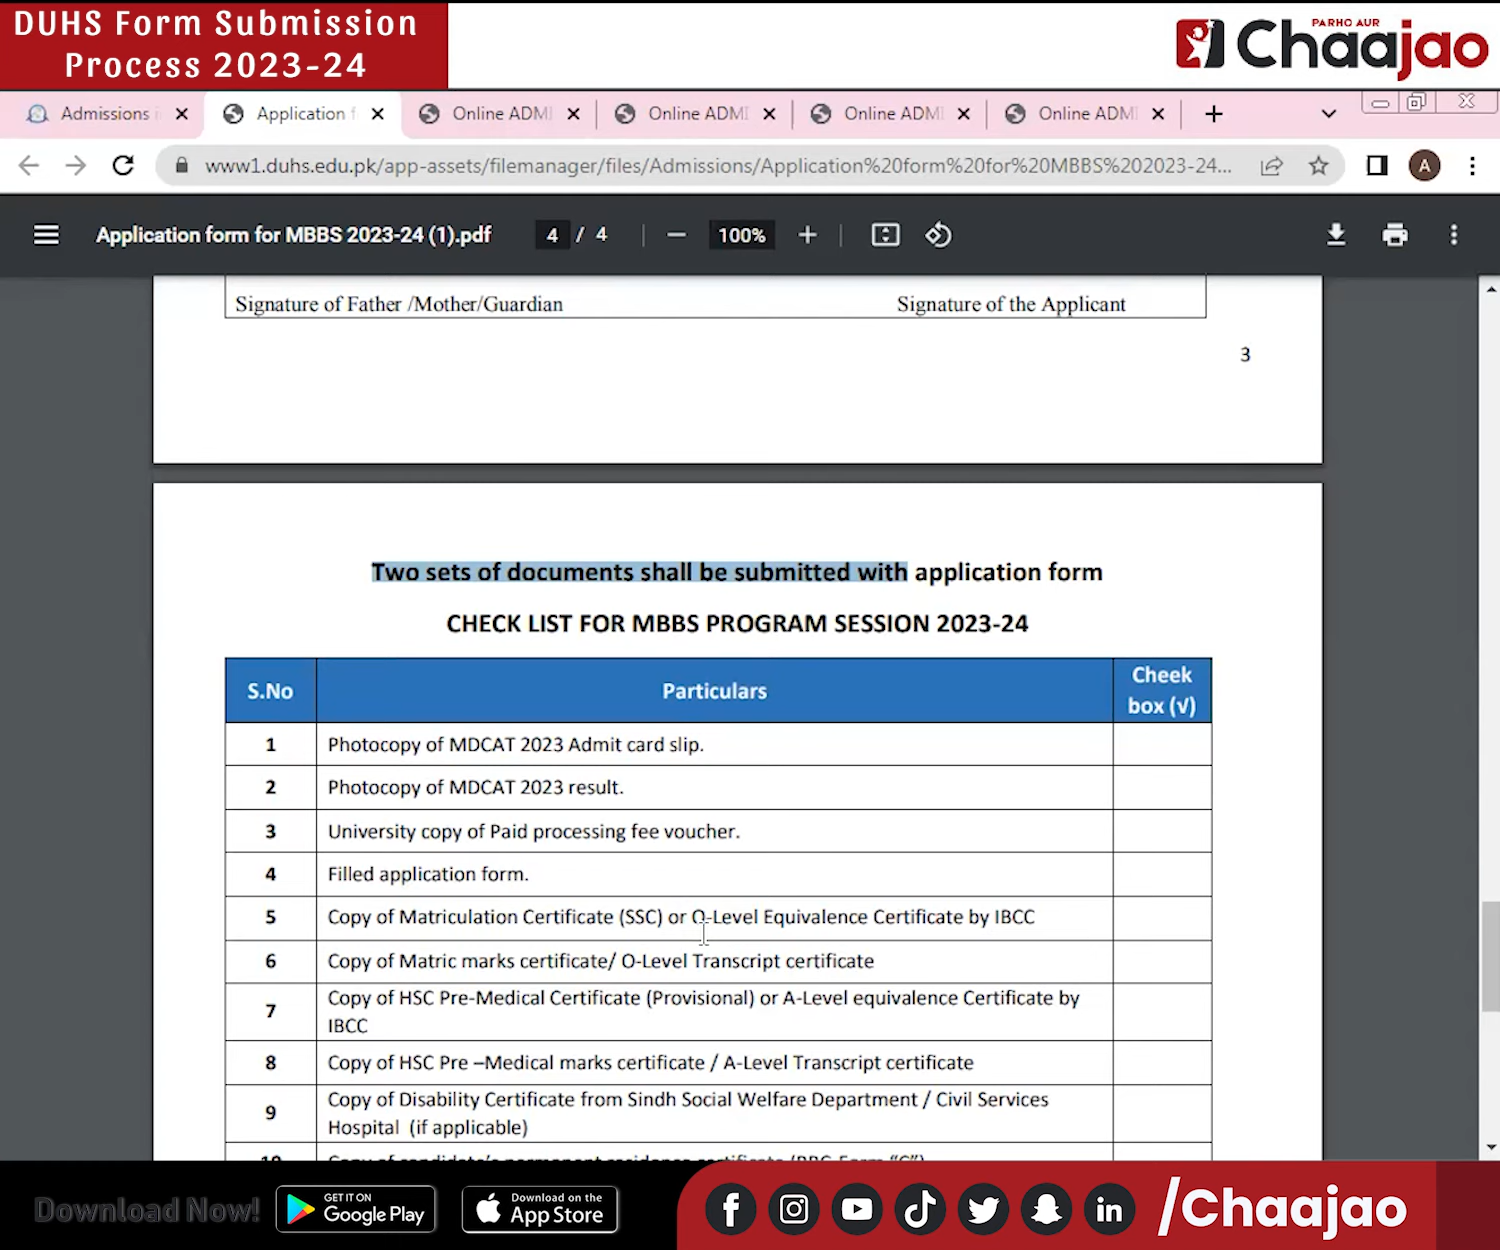 DUHS Form Submission
Process 2023-24
PARHO AUR
Chaajao
Admissions i
Application f
Online ADMI
Online ADMI
Online ADMI
Online ADMI
www1.duhs.edu.pk/app-assets/filemanager/files/Admissions/Application%20form%20for%20MBBS%202023-24...
A
Application form for MBBS 2023-24 (1).pdf
4 / 4
100%
Signature of Father /Mother/Guardian
Signature of the Applicant
3
Two sets of documents shall be submitted with application form
CHECK LIST FOR MBBS PROGRAM SESSION 2023-24
S.No
Particulars
Cheek
box (√)
1
Photocopy of MDCAT 2023 Admit card slip.
2
Photocopy of MDCAT 2023 result.
3
University copy of Paid processing fee voucher.
4
Filled application form.
5
Copy of Matriculation Certificate (SSC) or O-Level Equivalence Certificate by IBCC
6
Copy of Matric marks certificate/ O-Level Transcript certificate
7
Copy of HSC Pre-Medical Certificate (Provisional) or A-Level equivalence Certificate by
IBCC
8
Copy of HSC Pre –Medical marks certificate / A-Level Transcript certificate
9
Copy of Disability Certificate from Sindh Social Welfare Department / Civil Services
Hospital (if applicable)
10
Copy of candidate's permanent residence certificate (PRC Form "C")
Download Now!
GET IT ON
Google Play
Download on the
App Store
/Chaajao